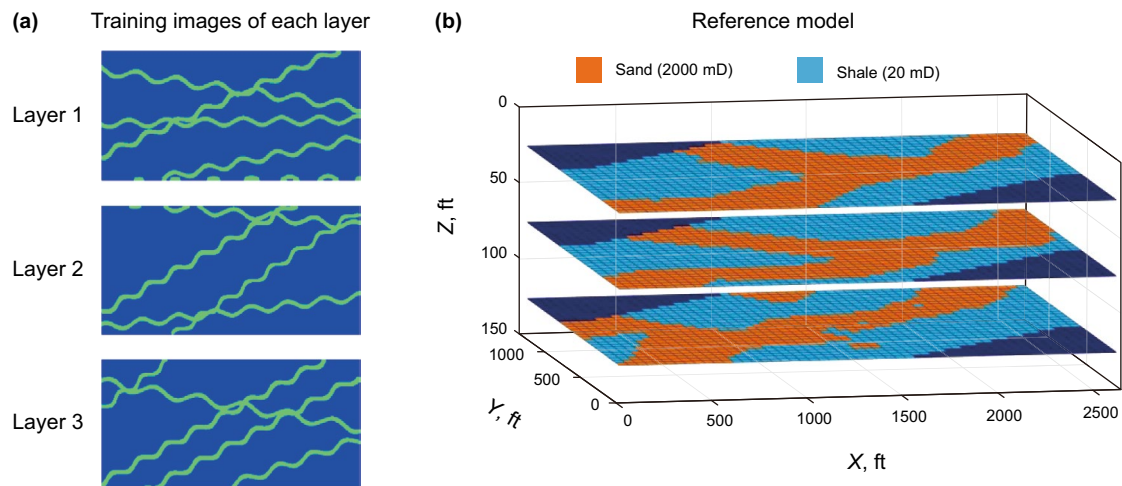 (a) Training images of each layer
Layer 1
Layer 2
Layer 3
(b) Reference model
Sand (2000 mD) Shale (20 mD)
0
50
100
150
Z, ft
1000
500
0
Y, ft
0 500 1000 1500 2000 2500
X, ft